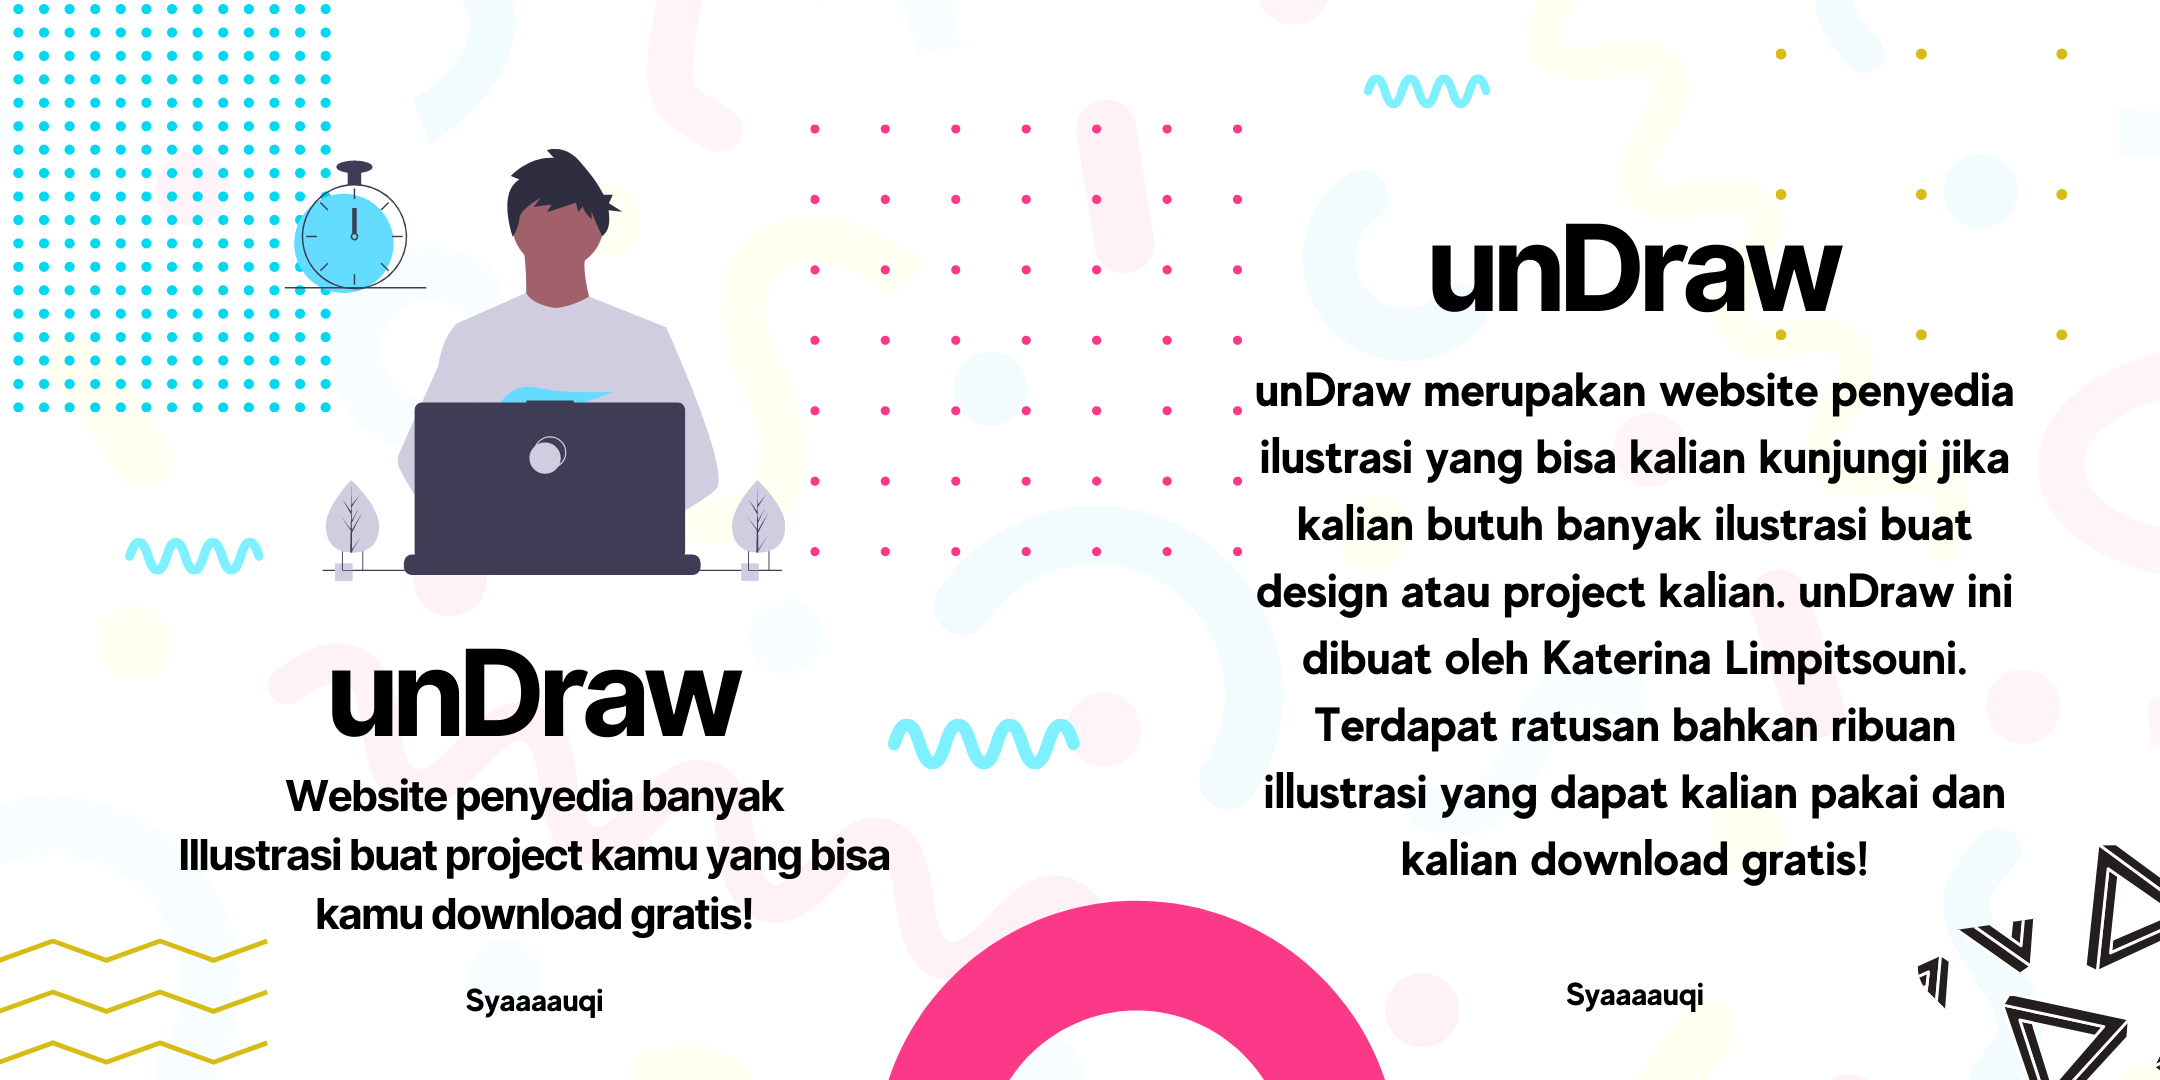 unDraw
Website penyedia banyak
Illustrasi buat project kamu yang bisa
kamu download gratis!
Syaaaauqi
unDraw
unDraw merupakan website penyedia
ilustrasi yang bisa kalian kunjungi jika
kalian butuh banyak ilustrasi buat
design atau project kalian. unDraw ini
dibuat oleh Katerina Limpitsouni.
Terdapat ratusan bahkan ribuan
illustrasi yang dapat kalian pakai dan
kalian download gratis!
Syaaaauqi